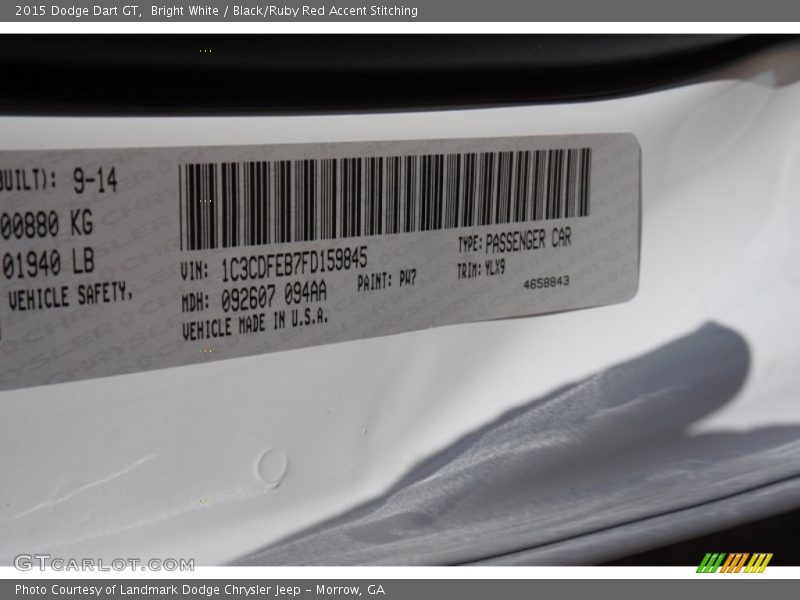 2015 Dodge Dart GT, Bright White / Black/Ruby Red Accent Stitching
BUILT): 9-14
00880 KG
01940 LB
VEHICLE SAFETY,
VIN: 1C3CDFEB7FD159845
TYPE: PASSENGER CAR
MDH: 092607 094AA
PAINT: PW7
TRIM: YLX9
4658843
VEHICLE MADE IN U.S.A.
GTCARLOT.COM
Photo Courtesy of Landmark Dodge Chrysler Jeep – Morrow, GA